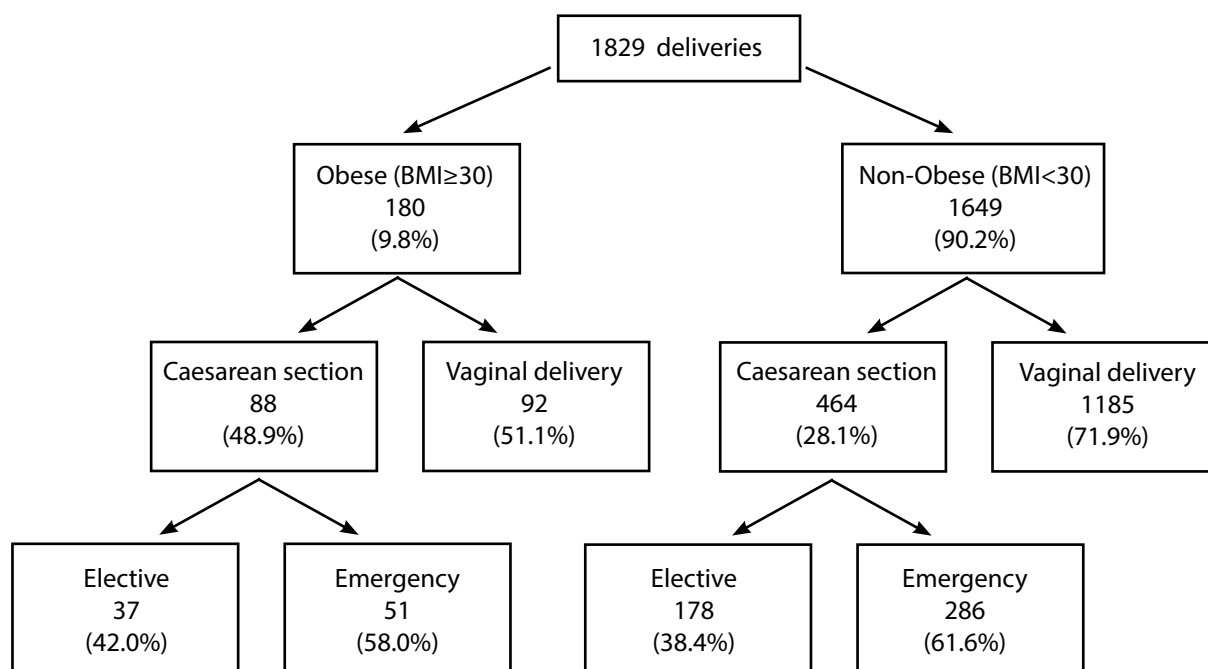 1829 deliveries
Obese (BMI≥30)
180
(9.8%)
Non-Obese (BMI<30)
1649
(90.2%)
Caesarean section
88
(48.9%)
Vaginal delivery
92
(51.1%)
Caesarean section
464
(28.1%)
Vaginal delivery
1185
(71.9%)
Elective
37
(42.0%)
Emergency
51
(58.0%)
Elective
178
(38.4%)
Emergency
286
(61.6%)